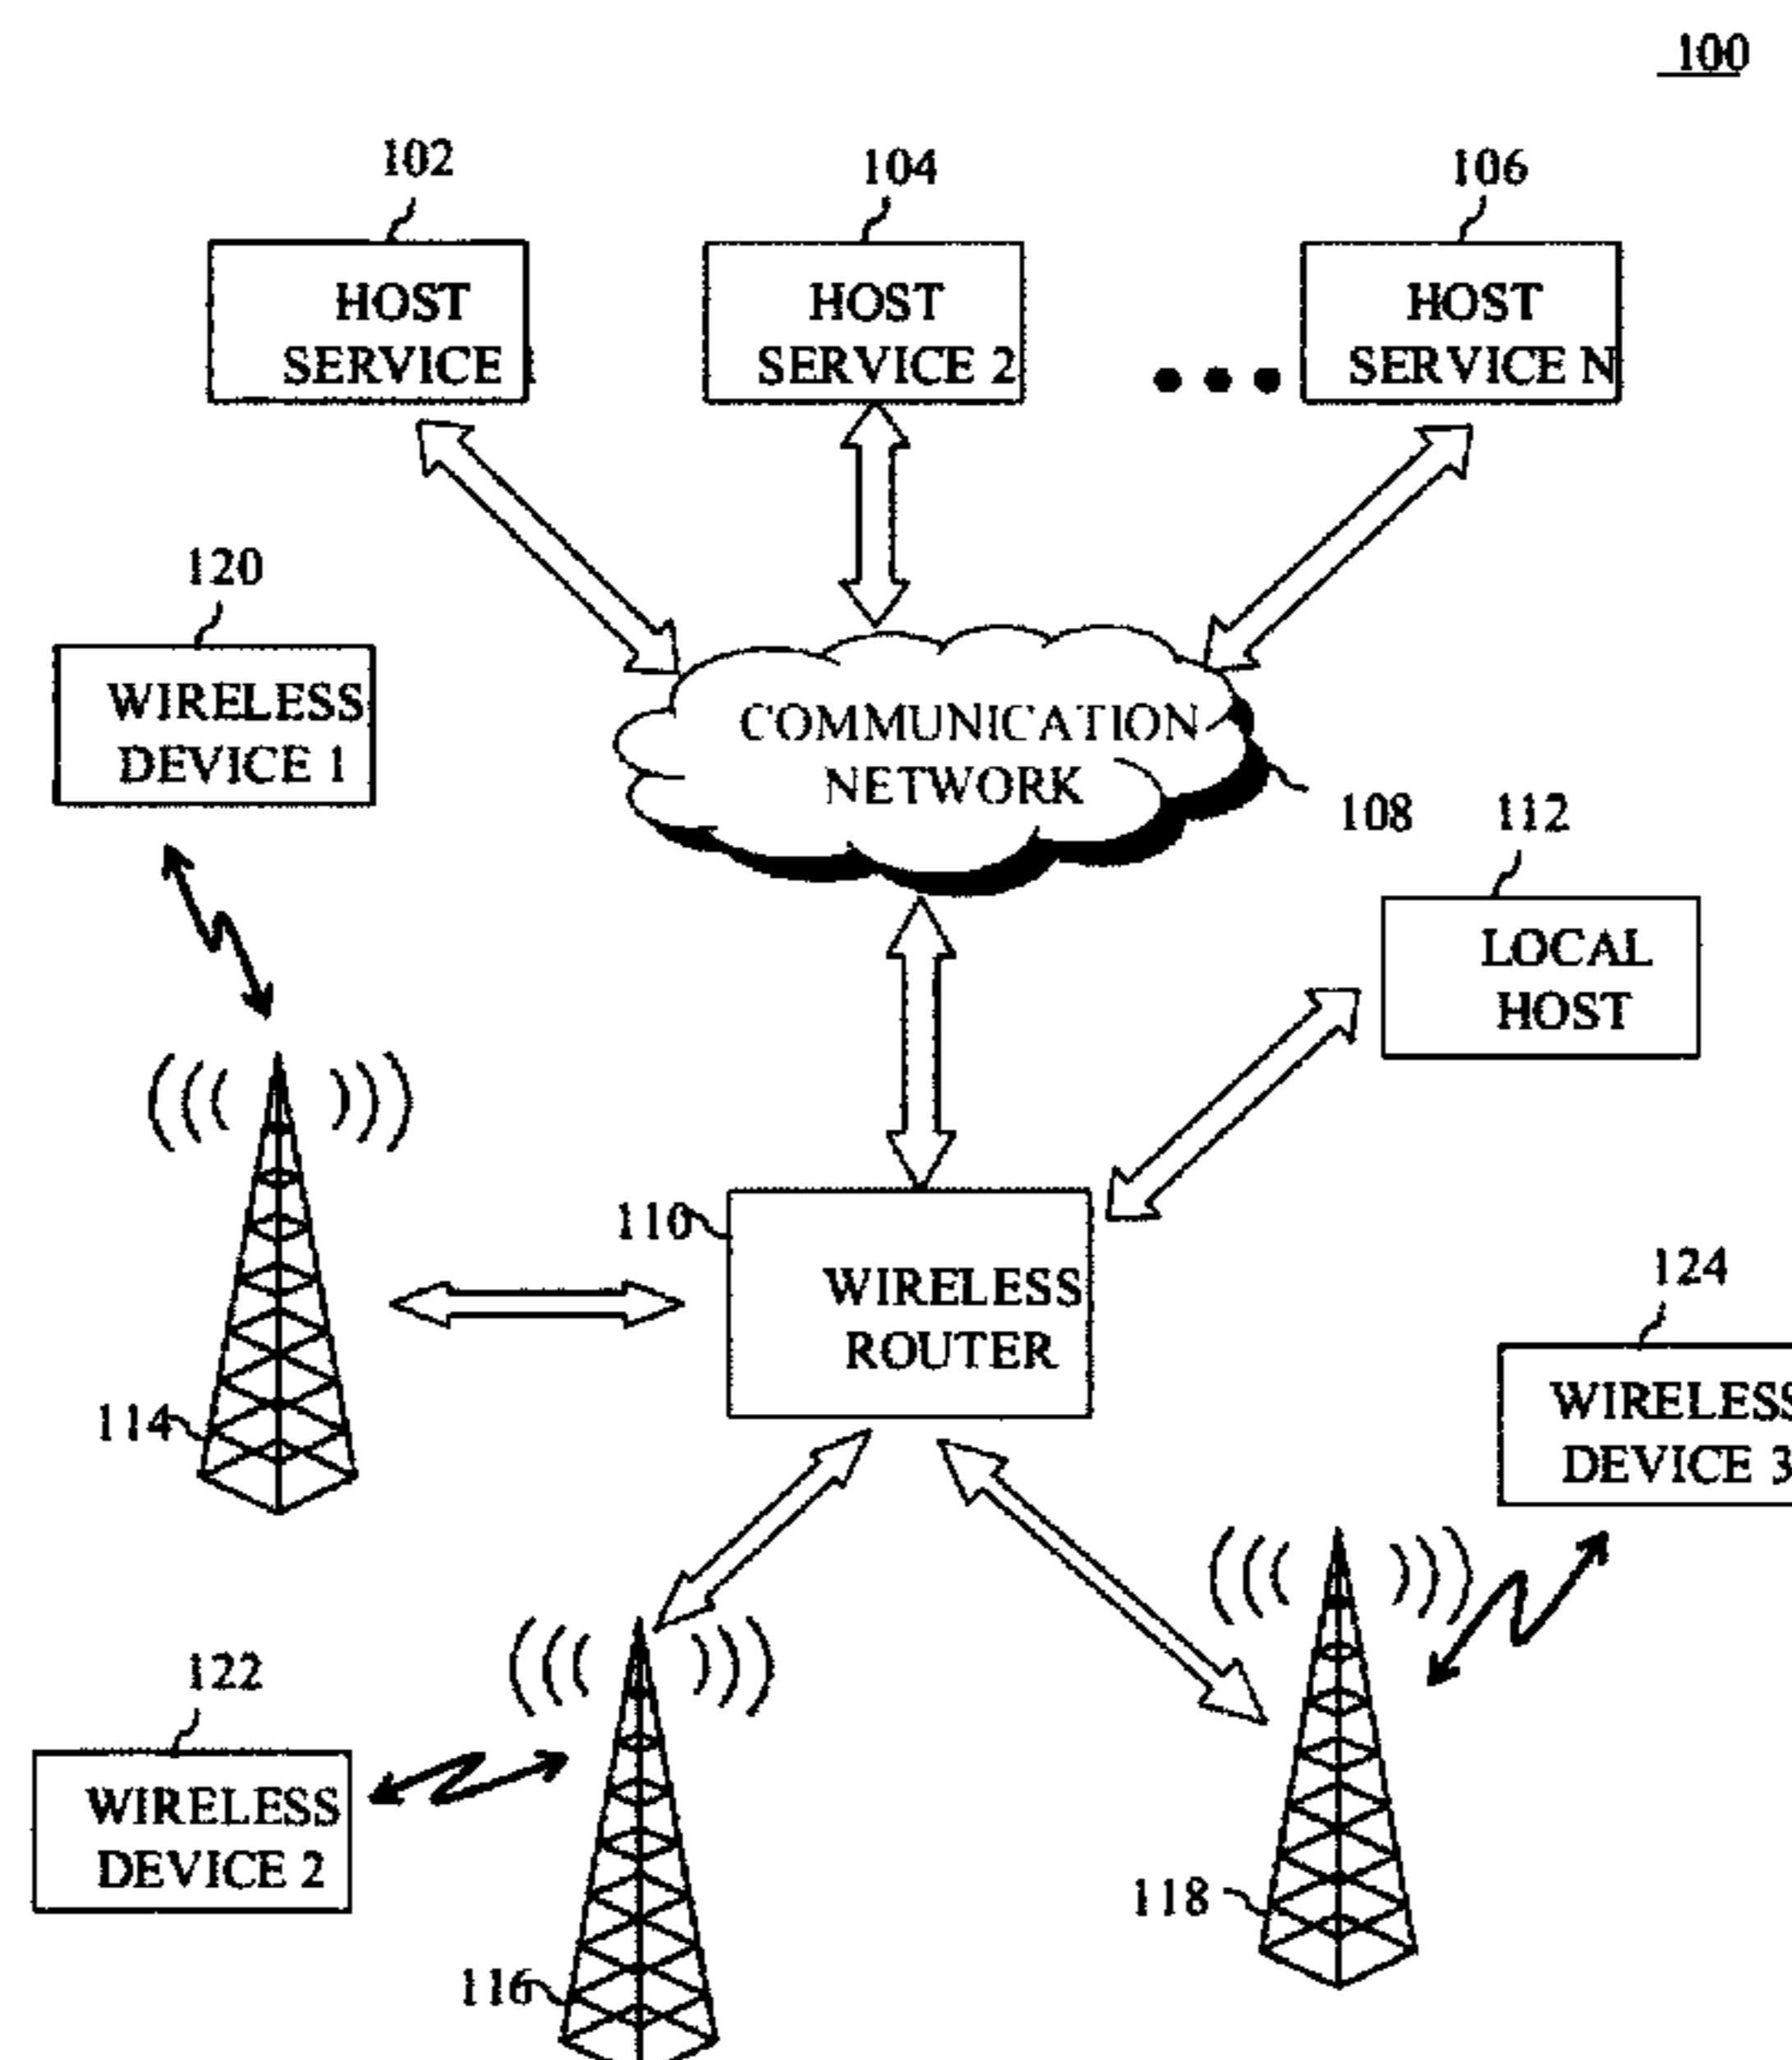 100
102
104
106
HOST
SERVICE 1
HOST
SERVICE 2
HOST
SERVICE N
120
WIRELESS
DEVICE 1
COMMUNICATION
NETWORK
108
112
LOCAL
HOST
110
WIRELESS
ROUTER
124
WIRELESS
DEVICE 3
114
122
WIRELESS
DEVICE 2
118
116